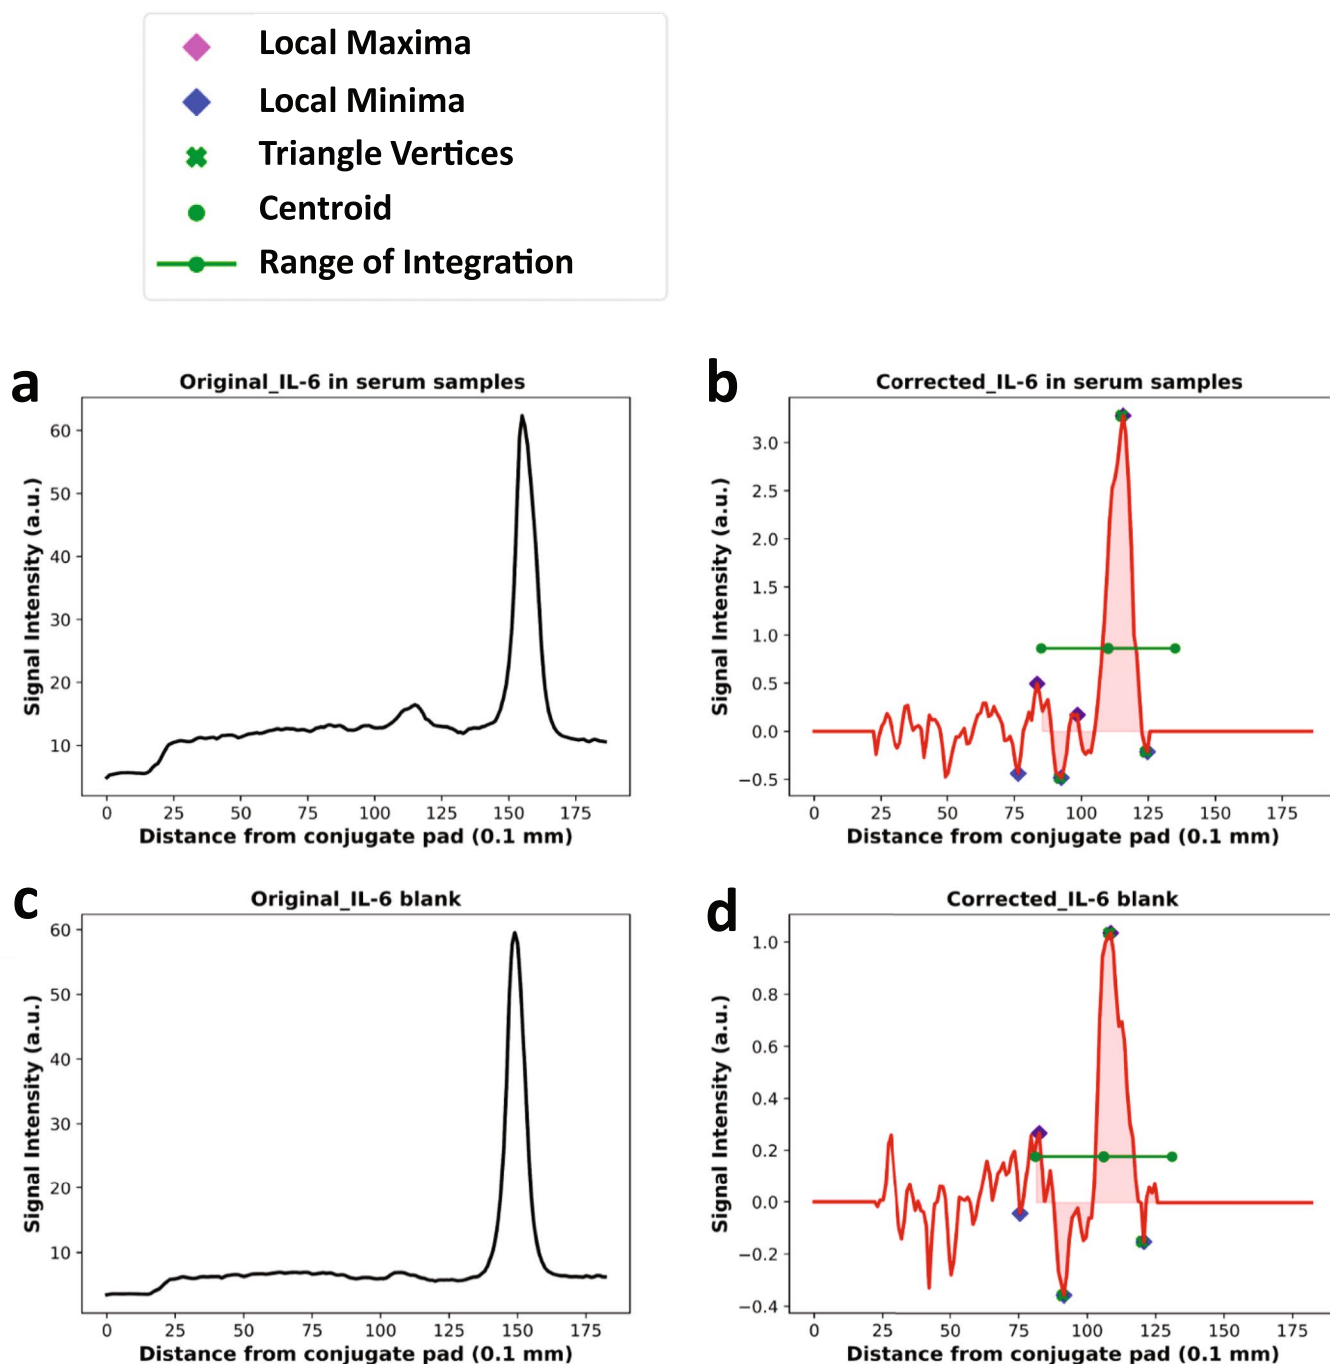 Local Maxima
Local Minima
Triangle Vertices
Centroid
Range of Integration
a
Original_IL-6 in serum samples
Signal Intensity (a.u.)
60
50
40
30
20
10
0 25 50 75 100 125 150 175
Distance from conjugate pad (0.1 mm)
b
Corrected_IL-6 in serum samples
Signal Intensity (a.u.)
3.0
2.5
2.0
1.5
1.0
0.5
0.0
−0.5
0 25 50 75 100 125 150 175
Distance from conjugate pad (0.1 mm)
c
Original_IL-6 blank
Signal Intensity (a.u.)
60
50
40
30
20
10
0 25 50 75 100 125 150 175
Distance from conjugate pad (0.1 mm)
d
Corrected_IL-6 blank
Signal Intensity (a.u.)
1.0
0.8
0.6
0.4
0.2
0.0
−0.2
−0.4
0 25 50 75 100 125 150 175
Distance from conjugate pad (0.1 mm)